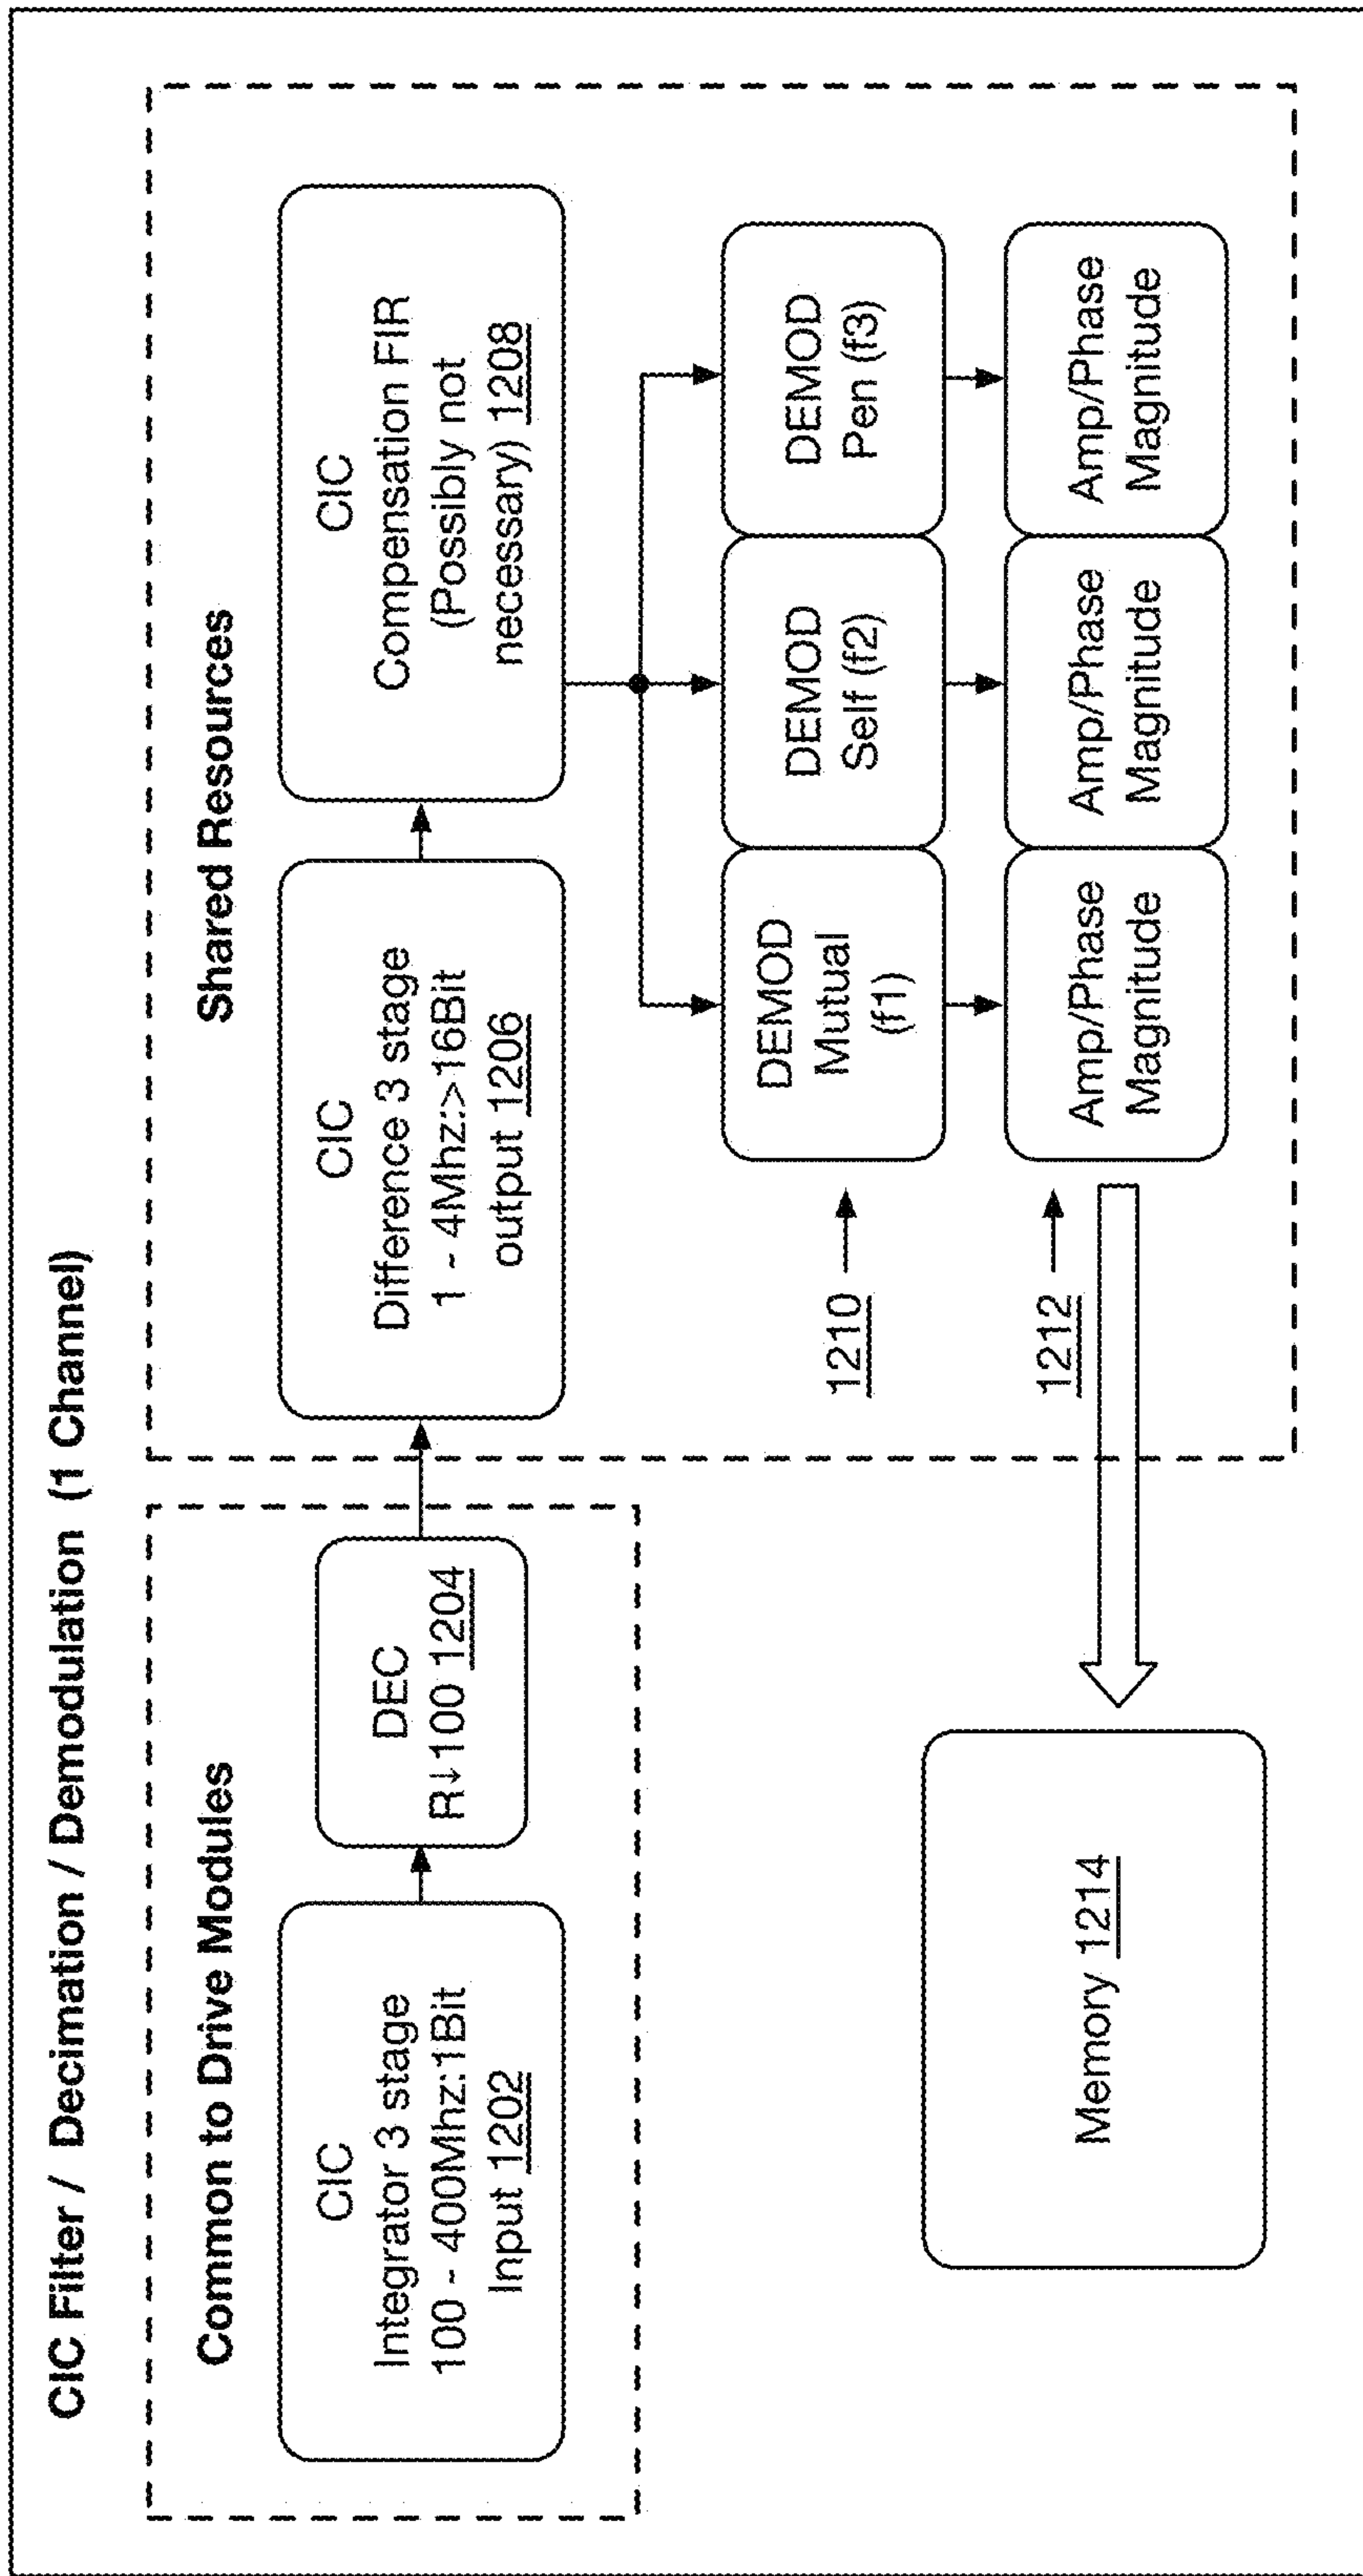 CIC Filter / Decimation / Demodulation (1 Channel)
Common to Drive Modules
CIC
Integrator 3 stage
100 - 400Mhz:1Bit
Input 1202
DEC
R↓100 1204
Shared Resources
CIC
Difference 3 stage
1 - 4Mhz:>16Bit
output 1206
CIC
Compensation FIR
(Possibly not
necessary) 1208
1210
DEMOD
Mutual
(f1)
DEMOD
Self (f2)
DEMOD
Pen (f3)
1212
Amp/Phase
Magnitude
Amp/Phase
Magnitude
Amp/Phase
Magnitude
Memory 1214